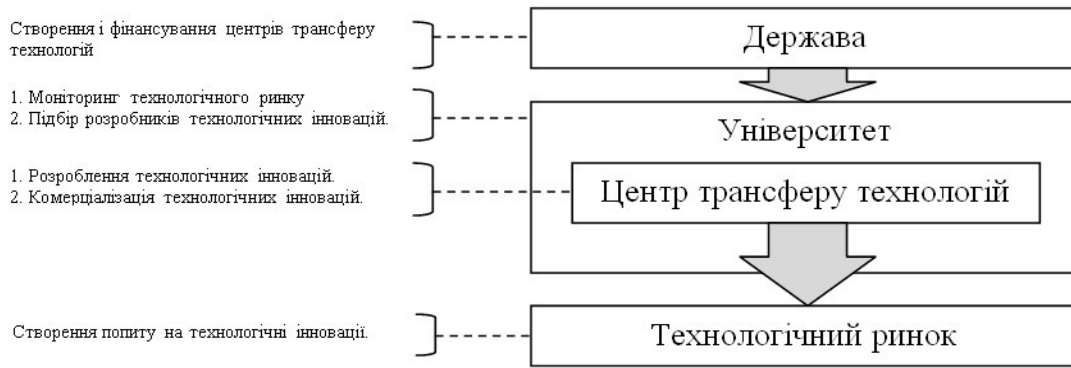 Створення і фінансування центрів трансферу
технологій
Держава
1. Моніторинг технологічного ринку
2. Підбір розробників технологічних інновацій.
Університет
1. Розроблення технологічних інновацій.
2. Комерціалізація технологічних інновацій.
Центр трансферу технологій
Створення попиту на технологічні інновації.
Технологічний ринок